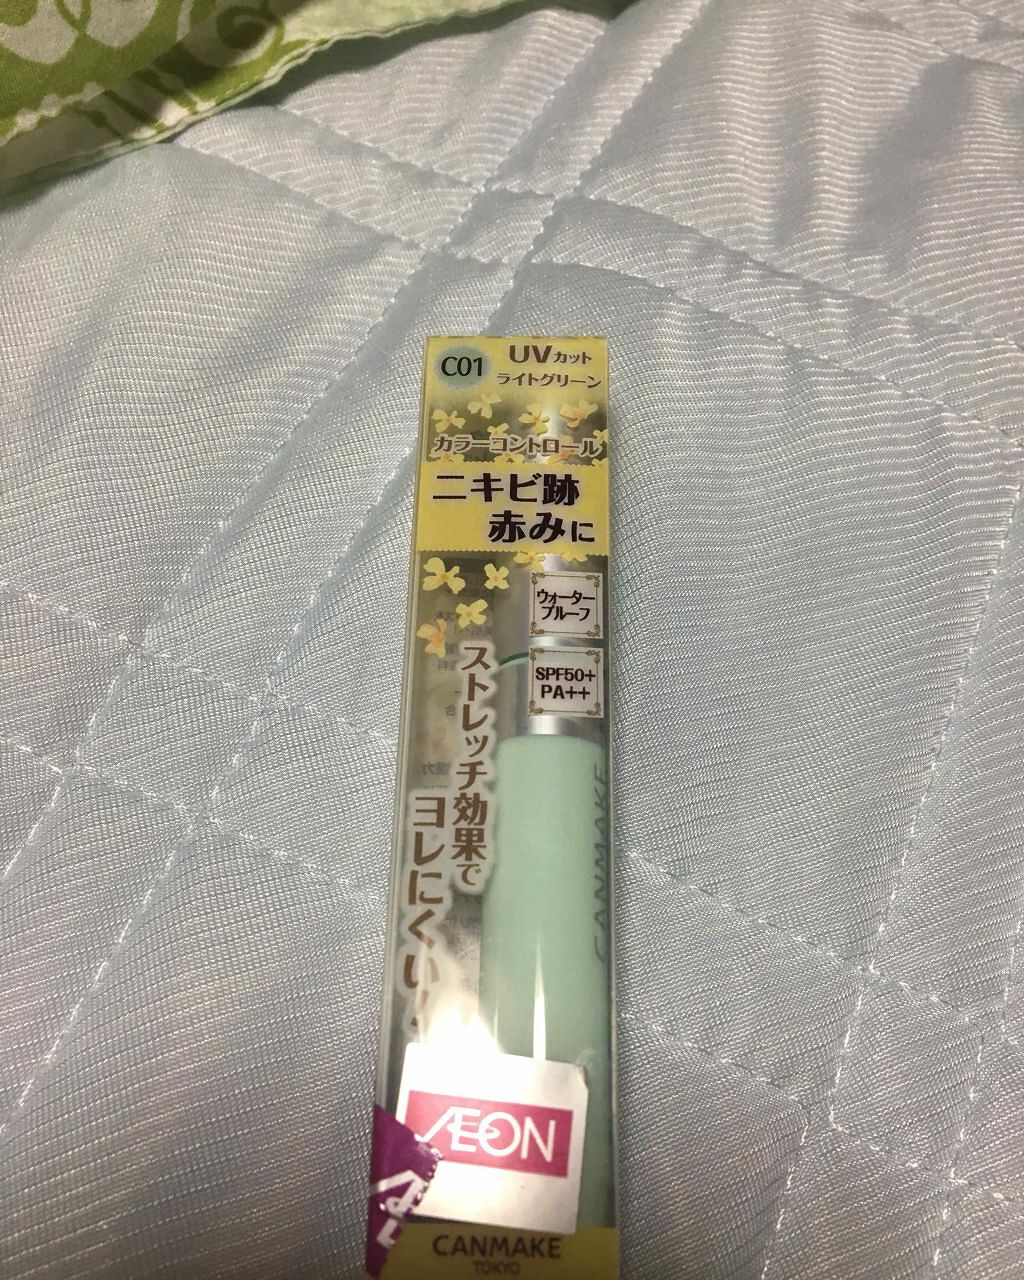 C01
UVカット
ライトグリーン
カラーコントロール
ニキビ跡
赤みに
ウォーター
プルーフ
SPF50+
PA++
ストレッチ効果で
ヨレにくい!
CANMAKE
ÆON
CANMAKE
TOKYO